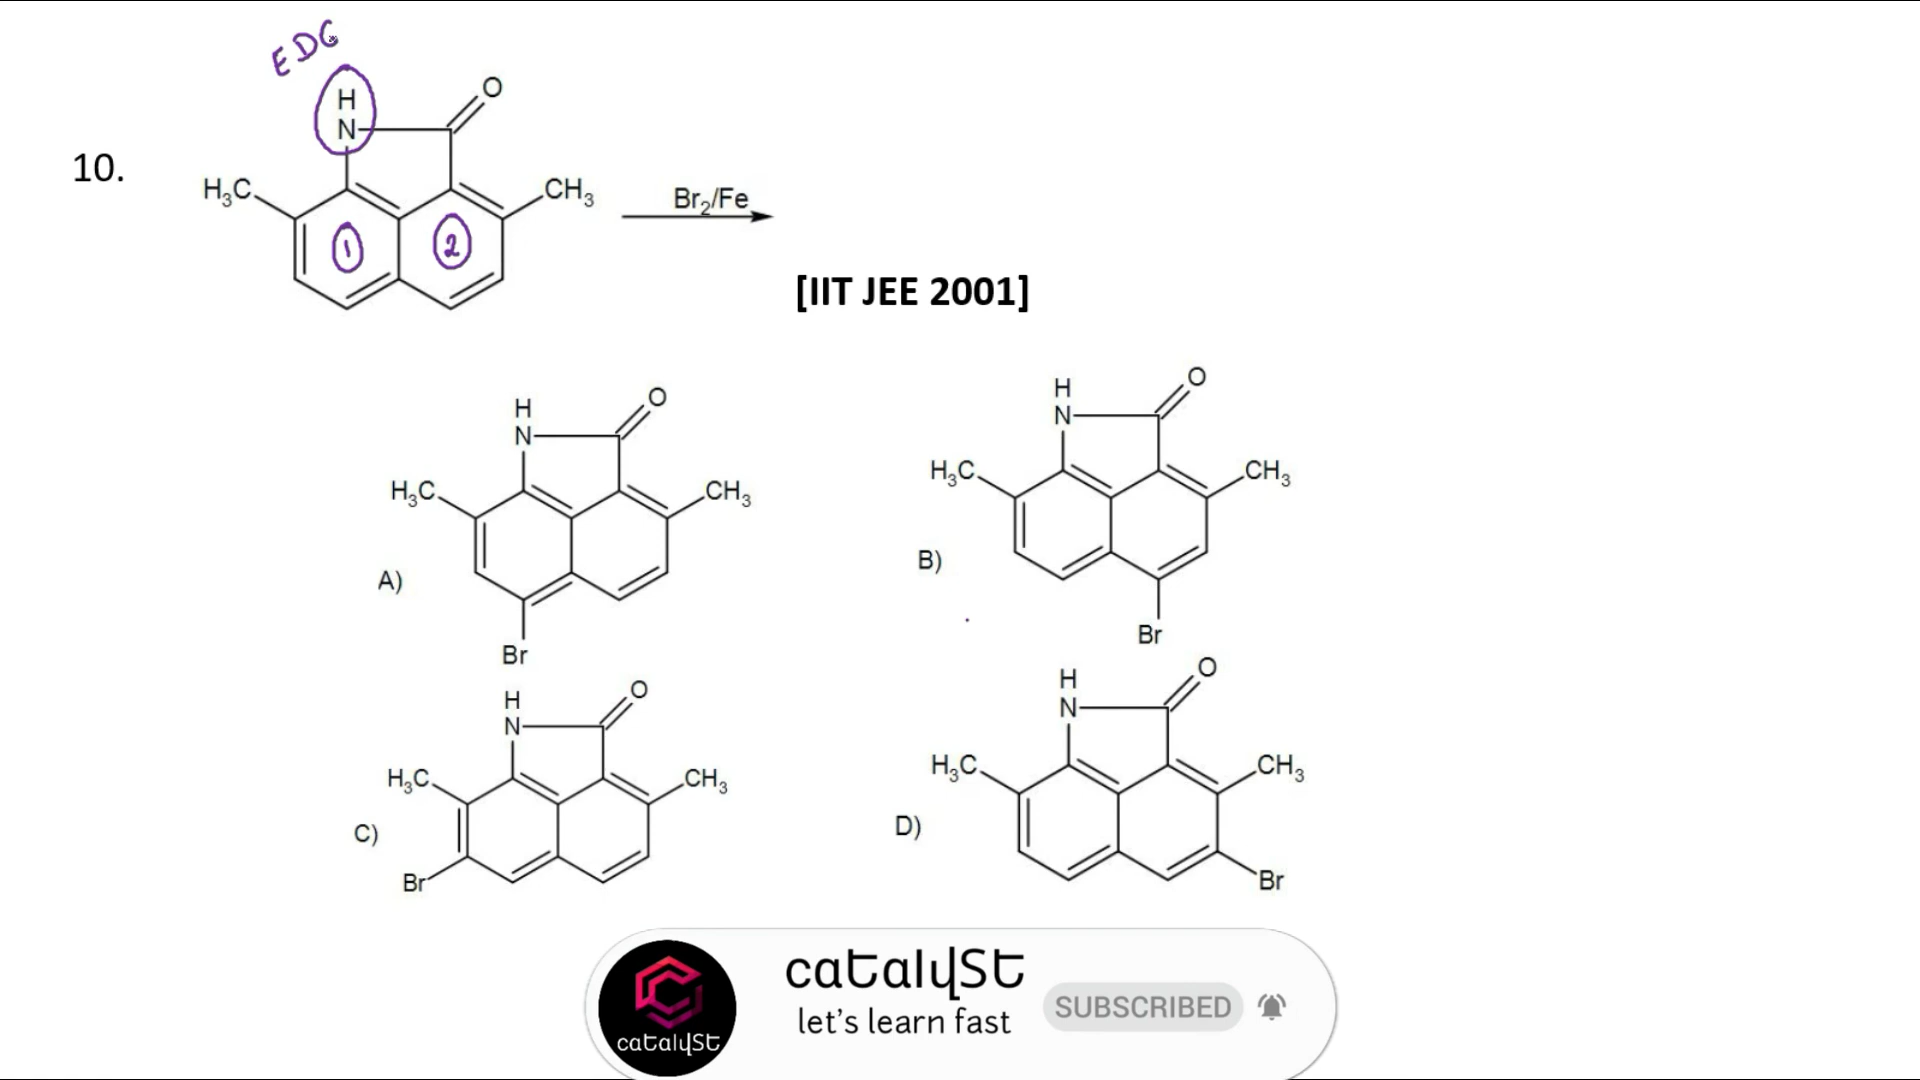 EDG
H
N
O
10.
H₃C
CH₃
1
2
Br₂/Fe
[IIT JEE 2001]
H
N
O
H₃C
CH₃
A)
Br
H
N
O
H₃C
CH₃
B)
Br
H
N
O
H₃C
CH₃
C)
Br
H
N
O
H₃C
CH₃
D)
Br
catalySt
let's learn fast
catalySt
SUBSCRIBED